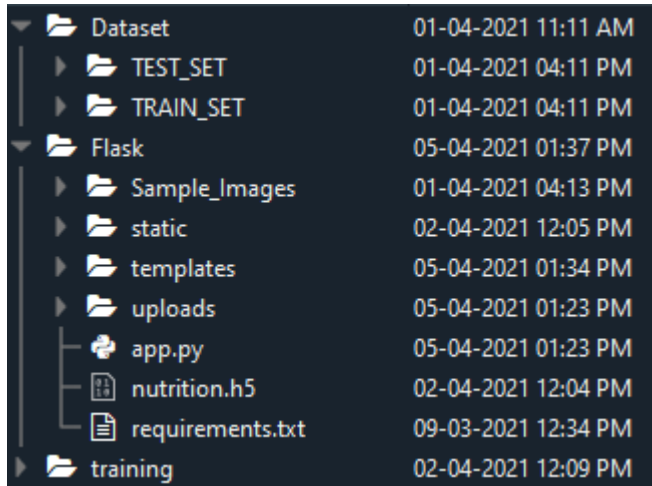 Dataset 01-04-2021 11:11 AM
TEST_SET 01-04-2021 04:11 PM
TRAIN_SET 01-04-2021 04:11 PM
Flask 05-04-2021 01:37 PM
Sample_Images 01-04-2021 04:13 PM
static 02-04-2021 12:05 PM
templates 05-04-2021 01:34 PM
uploads 05-04-2021 01:23 PM
app.py 05-04-2021 01:23 PM
nutrition.h5 02-04-2021 12:04 PM
requirements.txt 09-03-2021 12:34 PM
training 02-04-2021 12:09 PM